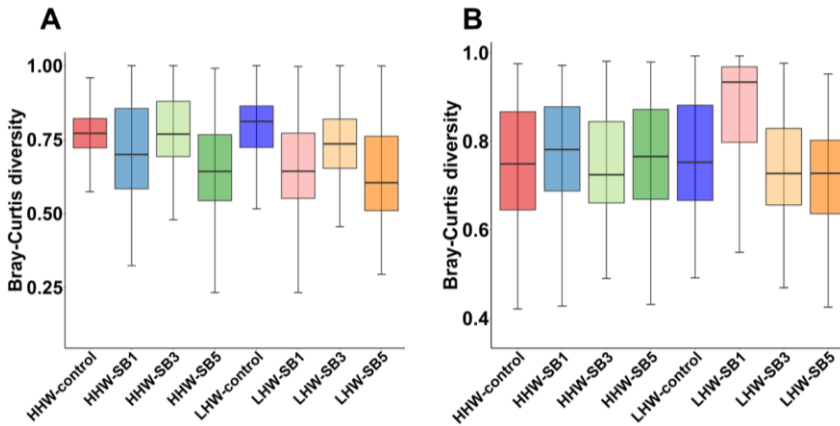 A
Bray-Curtis diversity
1.00
0.75
0.50
0.25
HHW-control
HHW-SB1
HHW-SB3
HHW-SB5
LHW-control
LHW-SB1
LHW-SB3
LHW-SB5
B
Bray-Curtis diversity
1.0
0.8
0.6
0.4
HHW-control
HHW-SB1
HHW-SB3
HHW-SB5
LHW-control
LHW-SB1
LHW-SB3
LHW-SB5